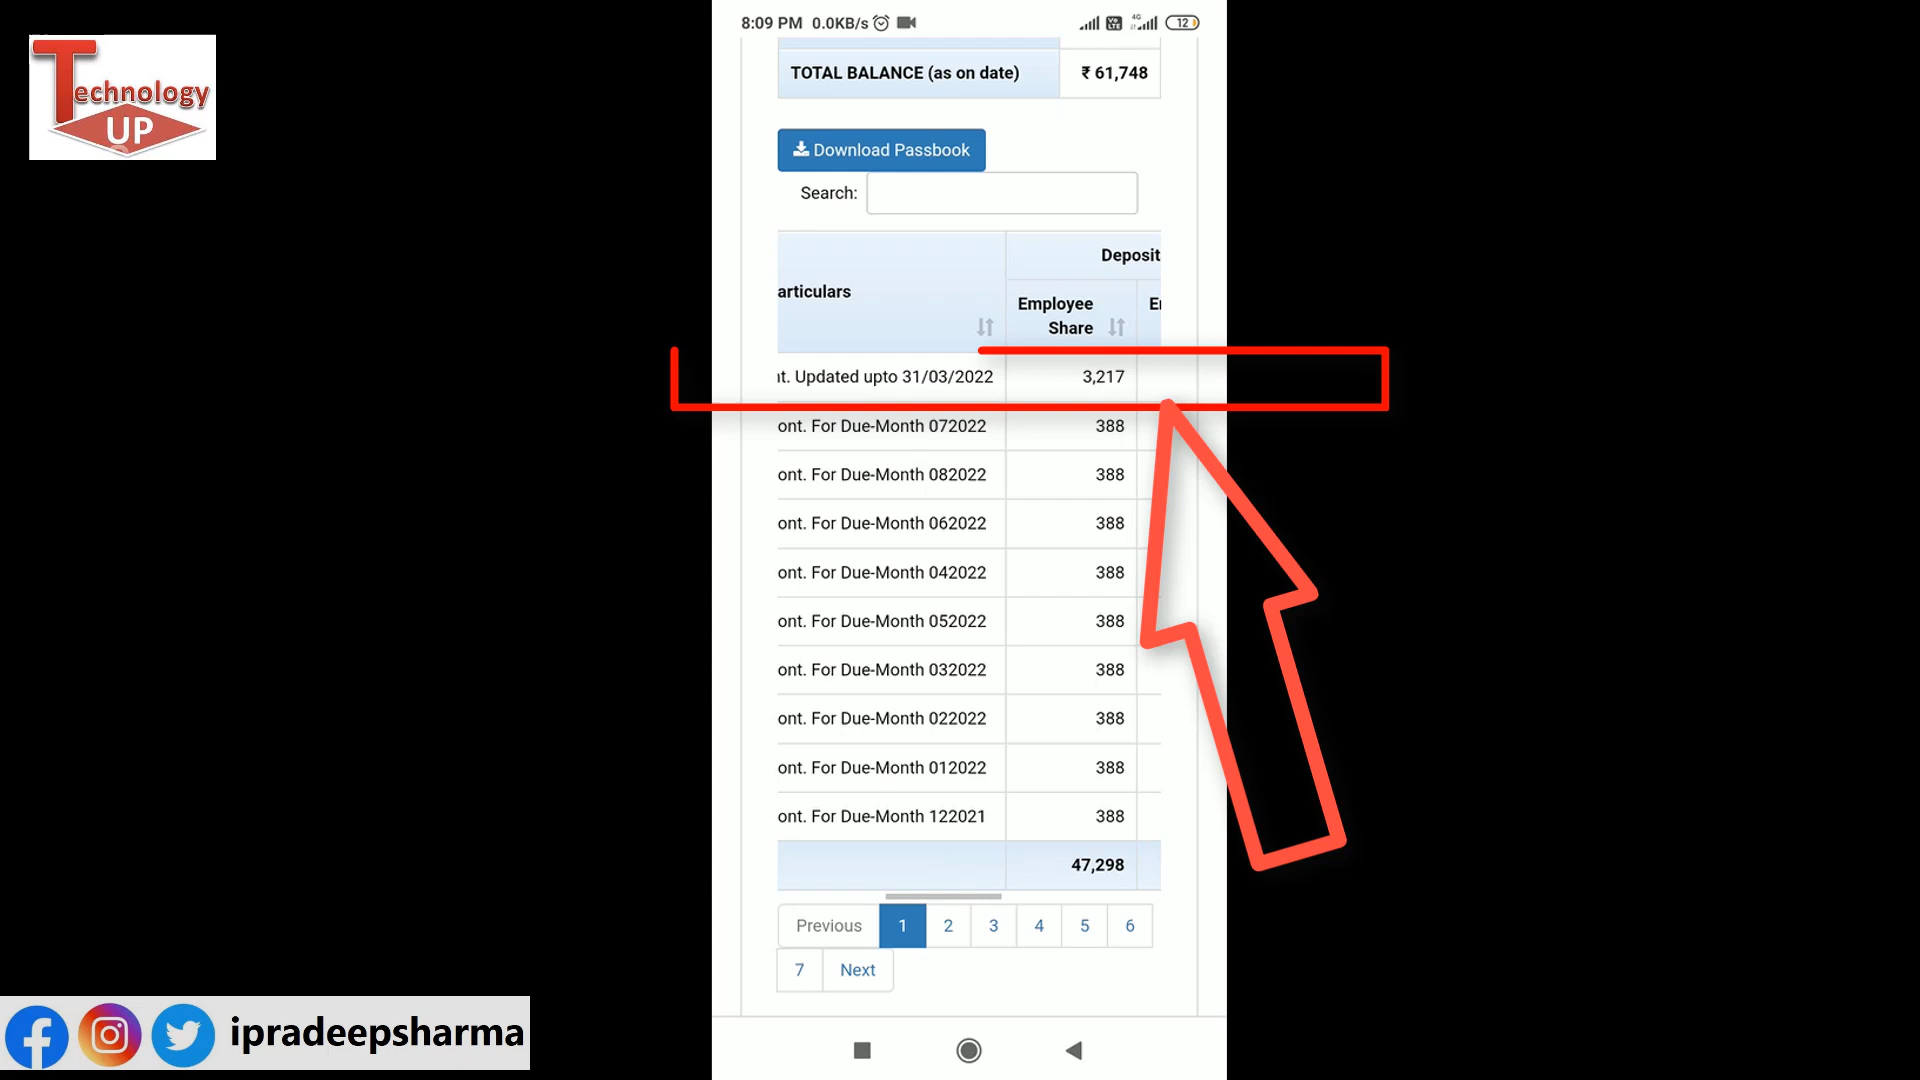 Technology
UP
8:09 PM 0.0KB/s
Vo LTE 4G 12
TOTAL BALANCE (as on date) ₹ 61,748
Download Passbook
Search:
articulars
Deposit
Employee Share
t. Updated upto 31/03/2022 3,217
ont. For Due-Month 072022 388
ont. For Due-Month 082022 388
ont. For Due-Month 062022 388
ont. For Due-Month 042022 388
ont. For Due-Month 052022 388
ont. For Due-Month 032022 388
ont. For Due-Month 022022 388
ont. For Due-Month 012022 388
ont. For Due-Month 122021 388
47,298
Previous 1 2 3 4 5 6
7 Next
ipradeepsharma